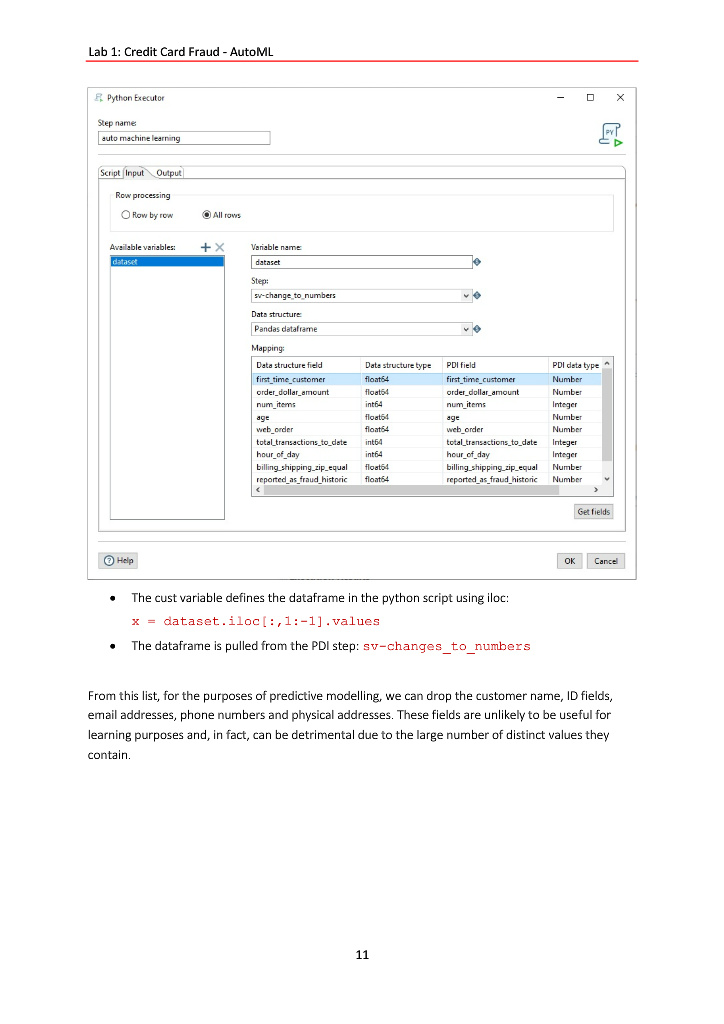 Lab 1: Credit Card Fraud - AutoML
Python Executor
Step name:
auto machine learning
PY
Script Input Output
Row processing
Row by row All rows
Available variables:
dataset
Variable name:
dataset
Step:
sv-change_to_numbers
Data structure:
Pandas dataframe
Mapping:
Data structure field Data structure type PDI field PDI data type
first_time_customer float64 first_time_customer Number
order_dollar_amount float64 order_dollar_amount Number
num_items int64 num_items Integer
age float64 age Number
web_order float64 web_order Number
total_transactions_to_date int64 total_transactions_to_date Integer
hour_of_day int64 hour_of_day Integer
billing_shipping_zip_equal float64 billing_shipping_zip_equal Number
reported_as_fraud_historic float64 reported_as_fraud_historic Number
Get fields
Help OK Cancel
• The cust variable defines the dataframe in the python script using iloc:
x = dataset.iloc[:,1:-1].values
• The dataframe is pulled from the PDI step: sv-changes_to_numbers
From this list, for the purposes of predictive modelling, we can drop the customer name, ID fields,
email addresses, phone numbers and physical addresses. These fields are unlikely to be useful for
learning purposes and, in fact, can be detrimental due to the large number of distinct values they
contain.
11